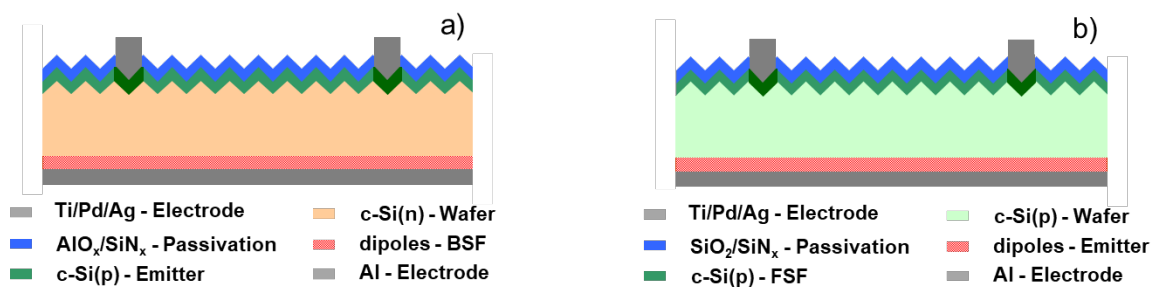 a)
Ti/Pd/Ag - Electrode
AlOx/SiNx - Passivation
c-Si(p) - Emitter
c-Si(n) - Wafer
dipoles - BSF
Al - Electrode
b)
Ti/Pd/Ag - Electrode
SiO2/SiNx - Passivation
c-Si(p) - FSF
c-Si(p) - Wafer
dipoles - Emitter
Al - Electrode